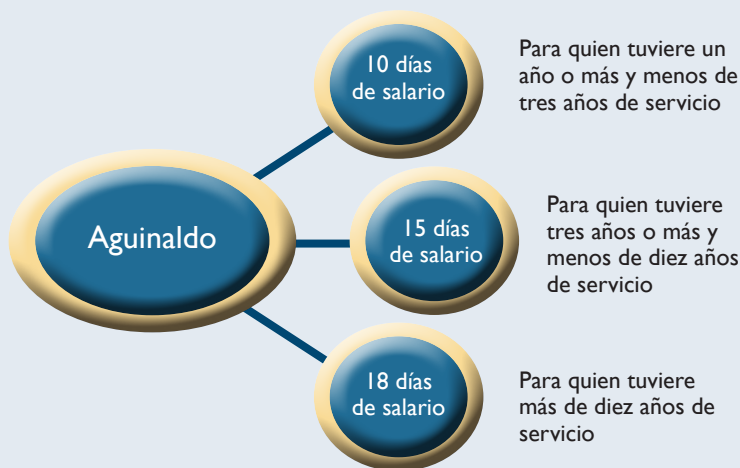 Aguinaldo
10 días
de salario
Para quien tuviere un
año o más y menos de
tres años de servicio
15 días
de salario
Para quien tuviere
tres años o más y
menos de diez años
de servicio
18 días
de salario
Para quien tuviere
más de diez años de
servicio